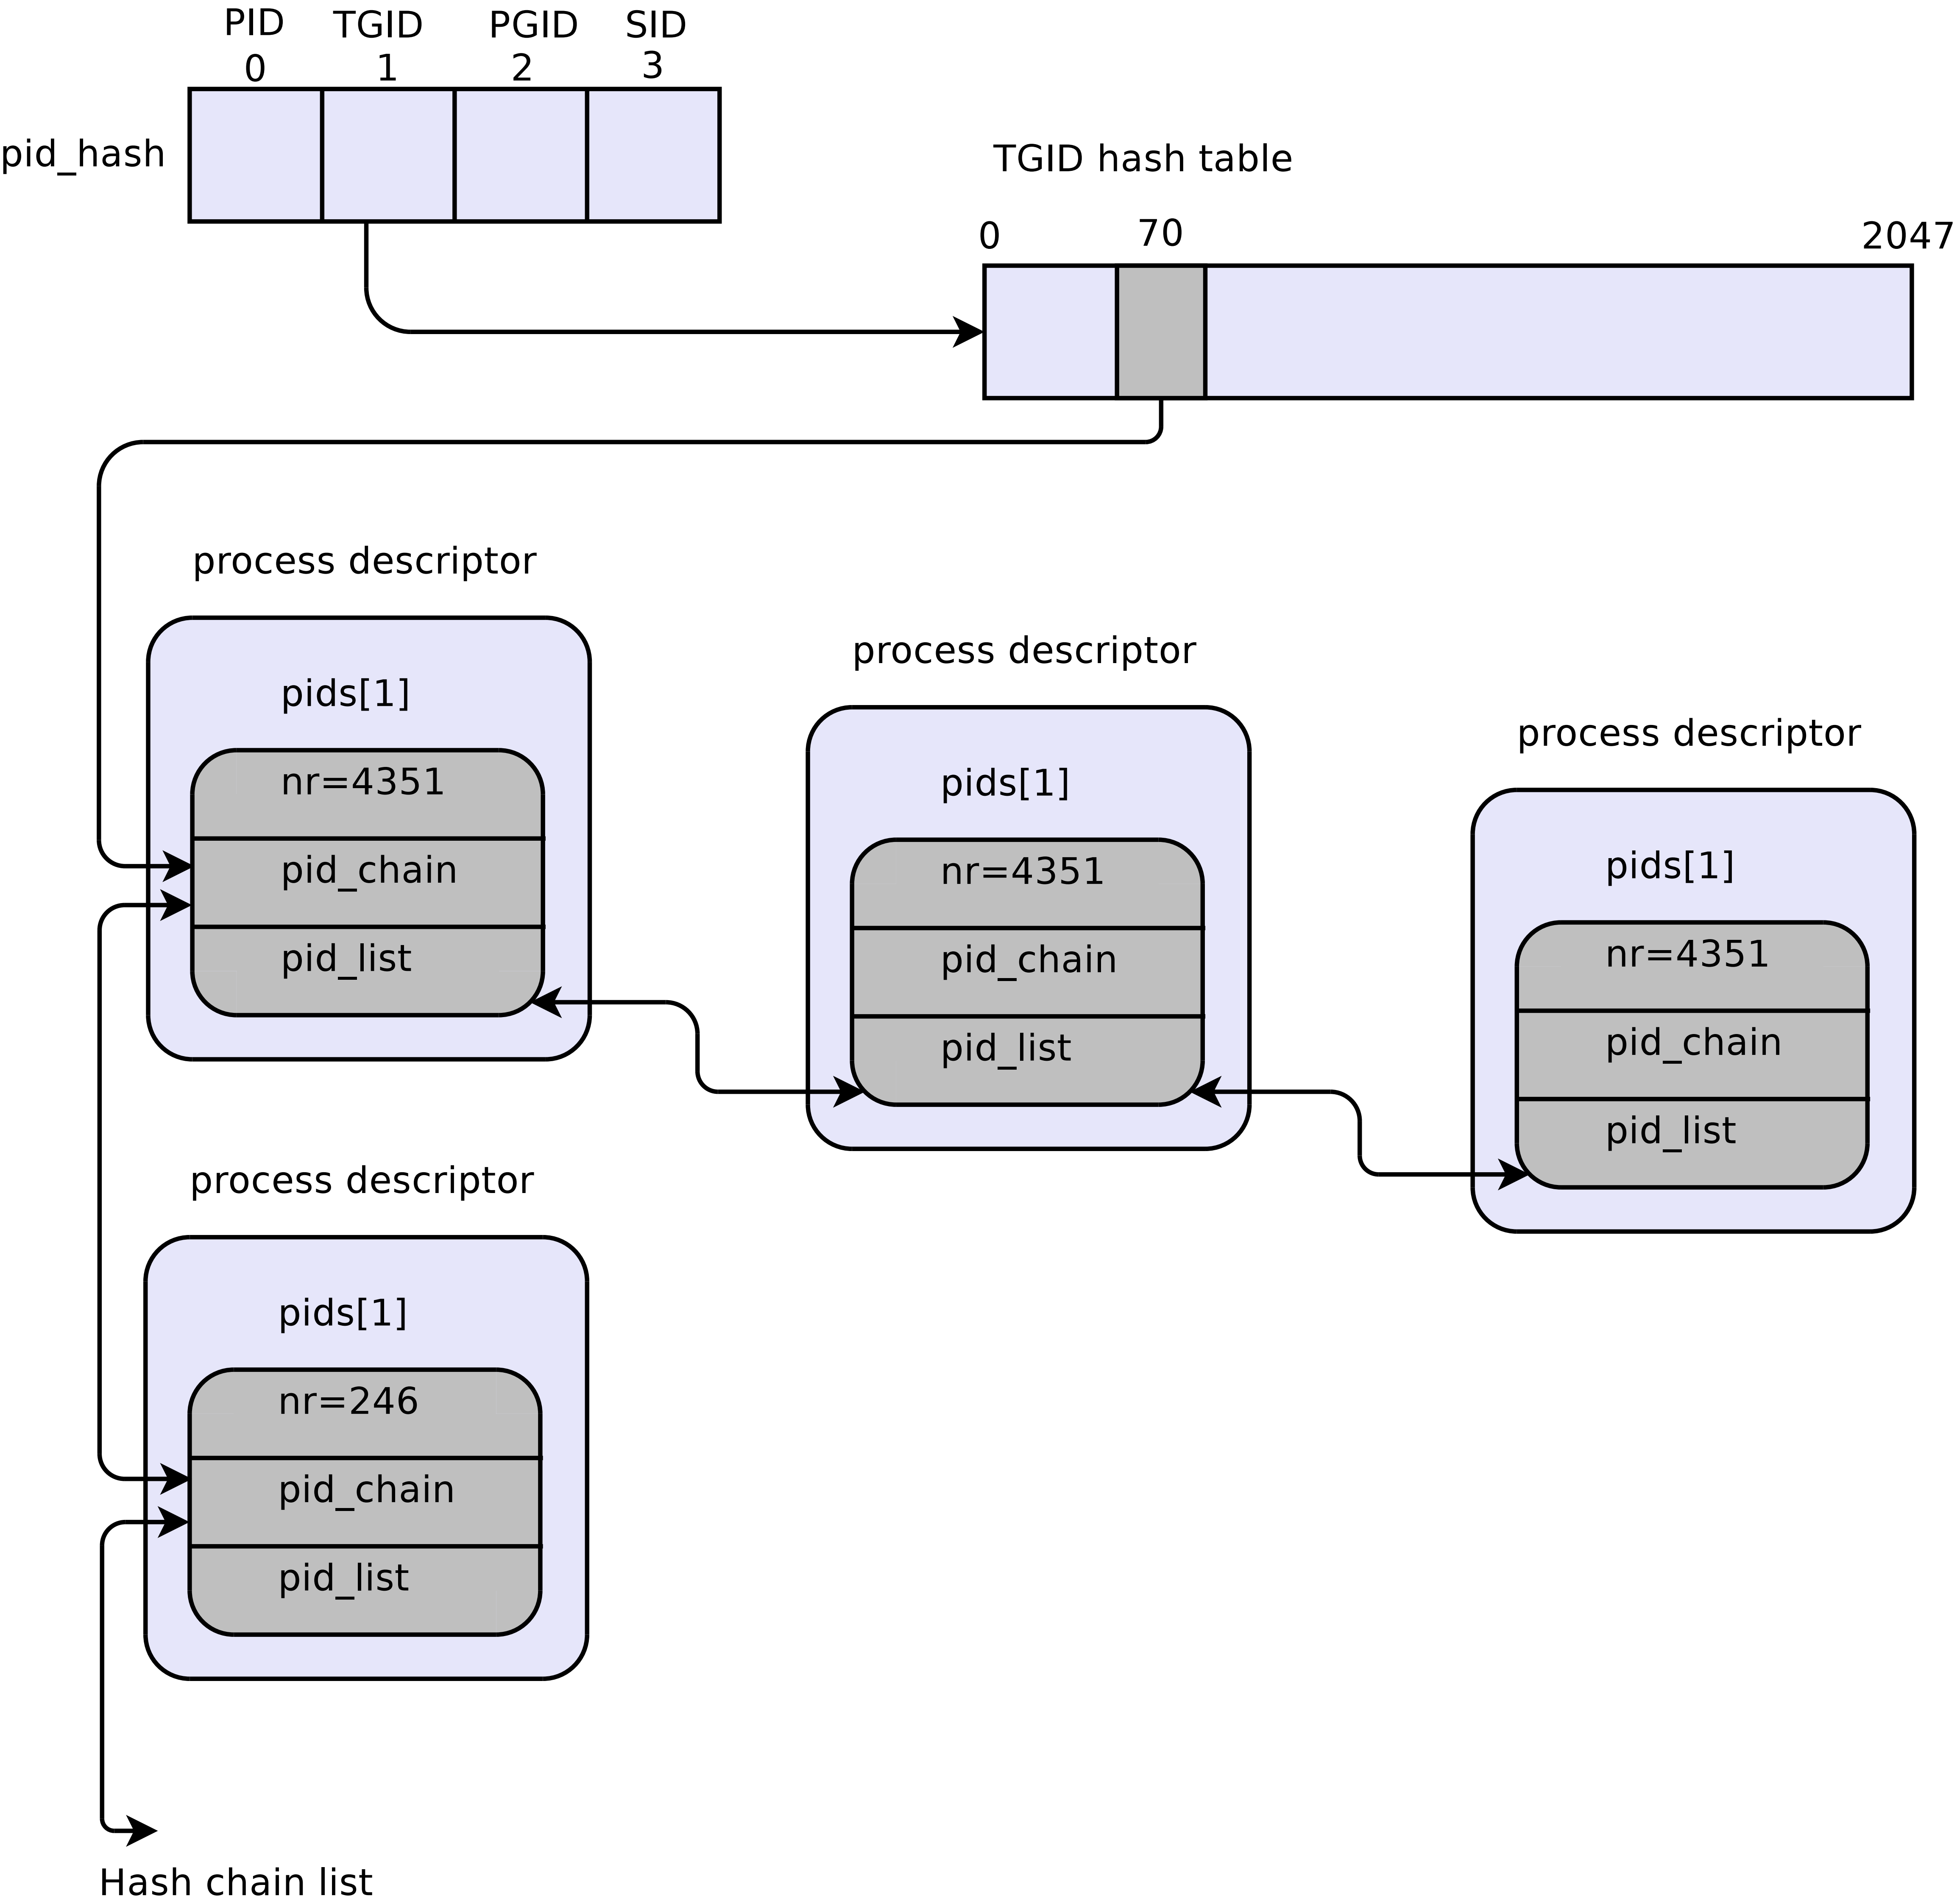 PID TGID PGID SID
0 1 2 3
pid_hash
TGID hash table
0 70 2047
process descriptor
pids[1]
nr=4351
pid_chain
pid_list
process descriptor
pids[1]
nr=4351
pid_chain
pid_list
process descriptor
pids[1]
nr=4351
pid_chain
pid_list
process descriptor
pids[1]
nr=246
pid_chain
pid_list
Hash chain list